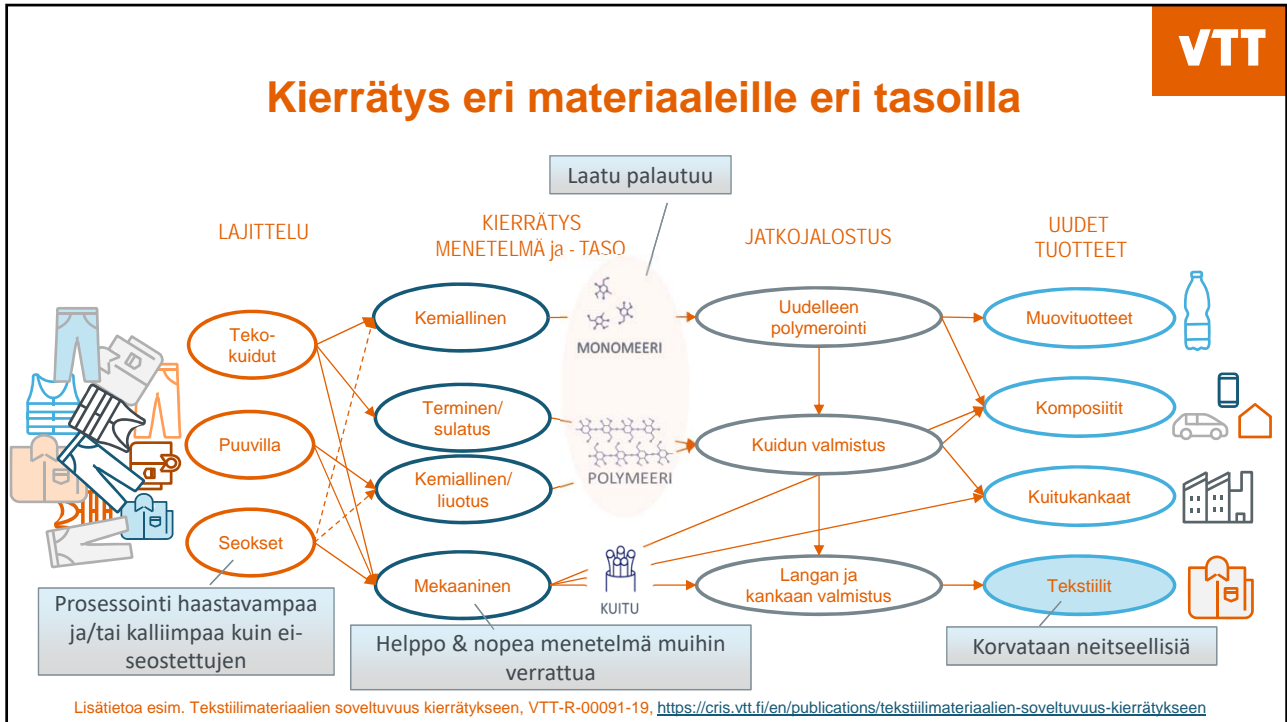 VTT
Kierrätys eri materiaaleille eri tasoilla
Laatu palautuu
LAJITTELU
KIERRÄTYS
MENETELMÄ ja - TASO
JATKOJALOSTUS
UUDET
TUOTTEET
Teko-
kuidut
Kemiallinen
MONOMEERI
Uudelleen
polymerointi
Muovituotteet
Puuvilla
Terminen/
sulatus
Kemiallinen/
liuotus
POLYMEERI
Kuidun valmistus
Komposiitit
Kuitukankaat
Seokset
Mekaaninen
KUITU
Langan ja
kankaan valmistus
Tekstiilit
Prosessointi haastavampaa
ja/tai kalliimpaa kuin ei-
seostettujen
Helppo & nopea menetelmä muihin
verrattua
Korvataan neitseellisiä
Lisätietoa esim. Tekstiilimateriaalien soveltuvuus kierrätykseen, VTT-R-00091-19, https://cris.vtt.fi/en/publications/tekstiilimateriaalien-soveltuvuus-kierrätykseen